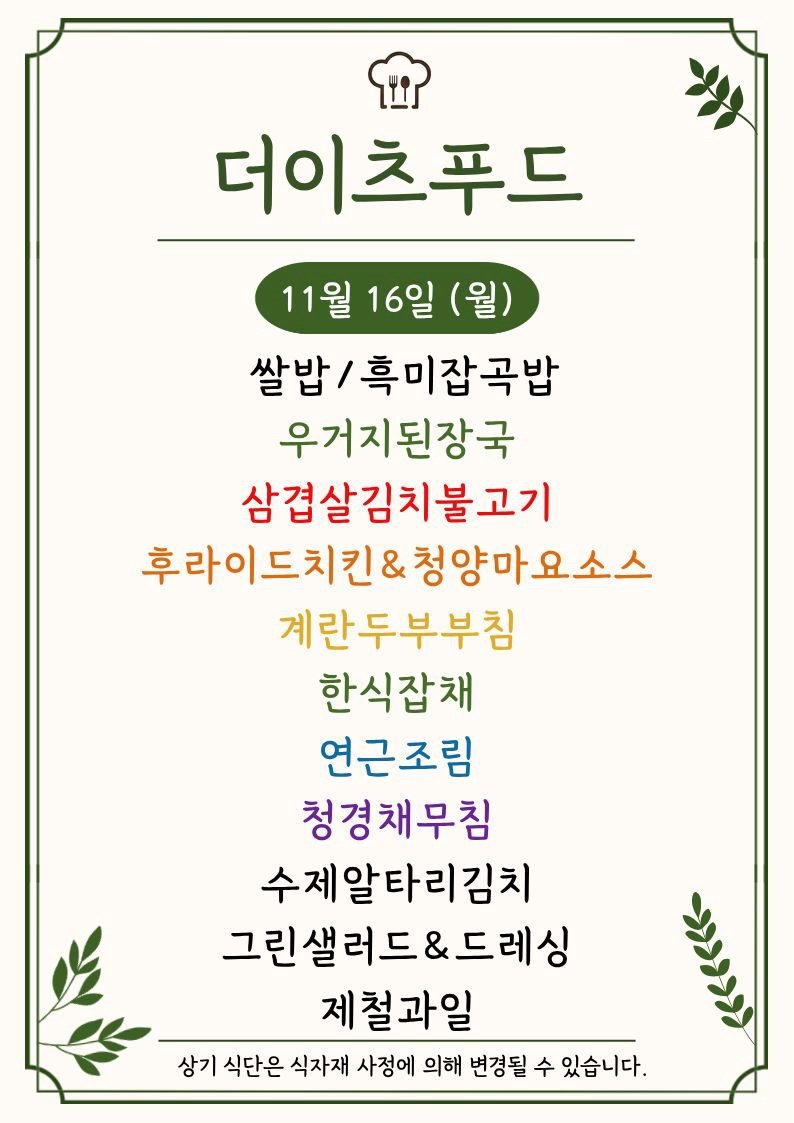 더이츠푸드
11월 16일 (월)
쌀밥/흑미잡곡밥
우거지된장국
삼겹살김치불고기
후라이드치킨&청양마요소스
계란두부부침
한식잡채
연근조림
청경채무침
수제알타리김치
그린샐러드&드레싱
제철과일
상기 식단은 식자재 사정에 의해 변경될 수 있습니다.